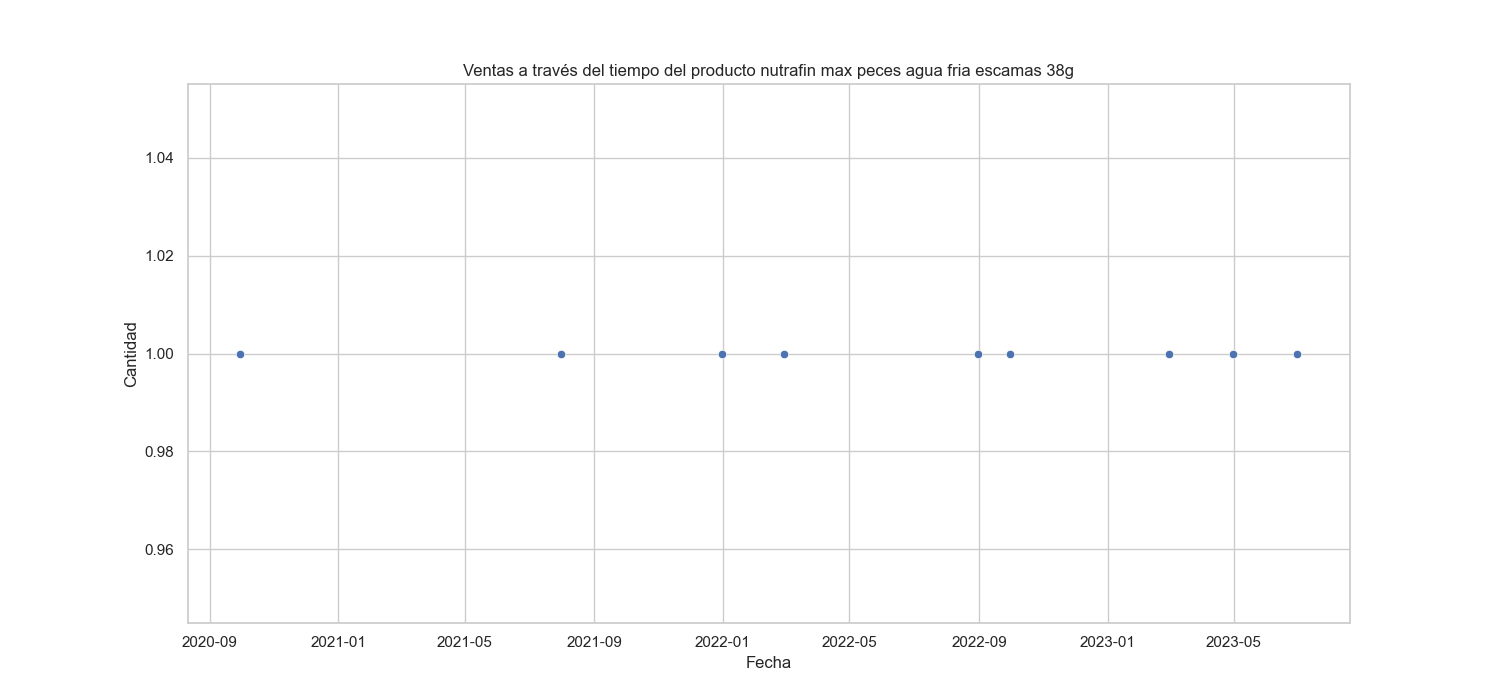 Ventas a través del tiempo del producto nutrafin max peces agua fria escamas 38g
1.04
1.02
1.00
0.98
0.96
Cantidad
2020-09 2021-01 2021-05 2021-09 2022-01 2022-05 2022-09 2023-01 2023-05
Fecha